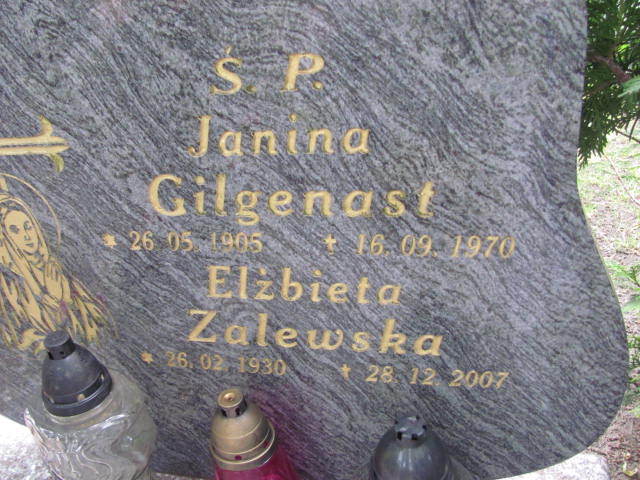 Ś. P.
Janina
Gilgenast
* 26. 05. 1905 ✝ 16. 09. 1970
Elżbieta
Zalewska
* 26. 02. 1930 ✝ 28. 12. 2007